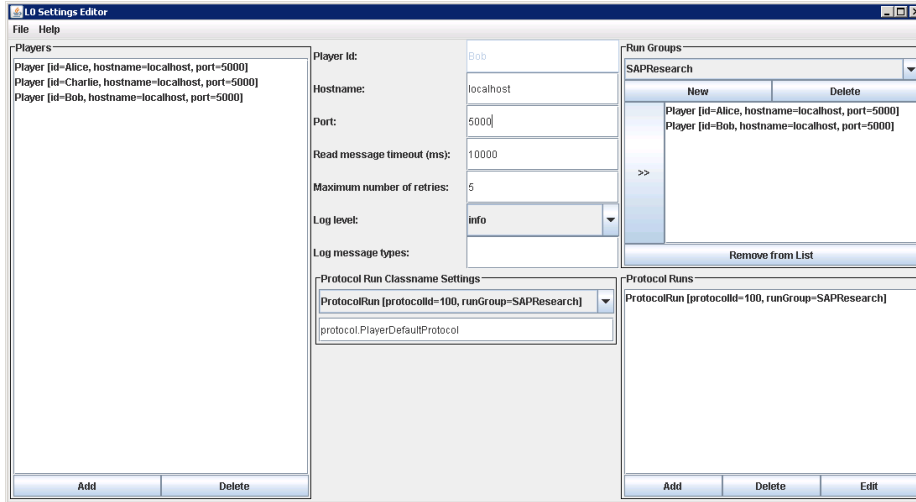 L0 Settings Editor
File Help
Players
Player [id=Alice, hostname=localhost, port=5000]
Player [id=Charlie, hostname=localhost, port=5000]
Player [id=Bob, hostname=localhost, port=5000]
Add Delete
Player Id: Bob
Hostname: localhost
Port: 5000
Read message timeout (ms): 10000
Maximum number of retries: 5
Log level: info
Log message types:
Protocol Run Classname Settings
ProtocolRun [protocolId=100, runGroup=SAPResearch]
protocol.PlayerDefaultProtocol
Run Groups
SAPResearch
New Delete
>>
Player [id=Alice, hostname=localhost, port=5000]
Player [id=Bob, hostname=localhost, port=5000]
Remove from List
Protocol Runs
ProtocolRun [protocolId=100, runGroup=SAPResearch]
Add Delete Edit